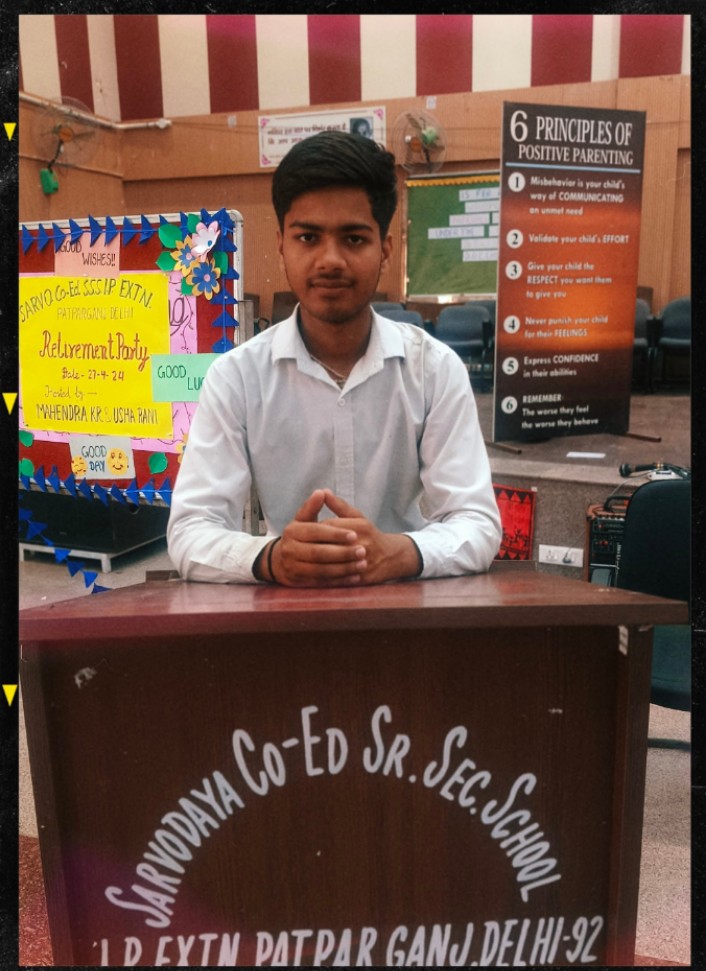 GOOD
WISHES!!
SARVO. Co-Ed SSS I.P EXTN.
PATPARGANJ DELHI
Retirement Party
Date - 27-4-24
Hosted by
MAHENDRA KR & USHA RANI
GOOD
LUC
GOOD
DAY
6 PRINCIPLES OF
POSITIVE PARENTING
1 Misbehavior is your child's
way of COMMUNICATING
an unmet need
2 Validate your child's EFFORT
3 Give your child the
RESPECT you want them
to give you
4 Never punish your child
for their FEELINGS
5 Express CONFIDENCE
in their abilities
6 REMEMBER:
The worse they feel
the worse they behave
UNDER THE
SARVODAYA CO-ED SR. SEC. SCHOOL
I.P. EXTN PATPAR GANJ, DELHI-92